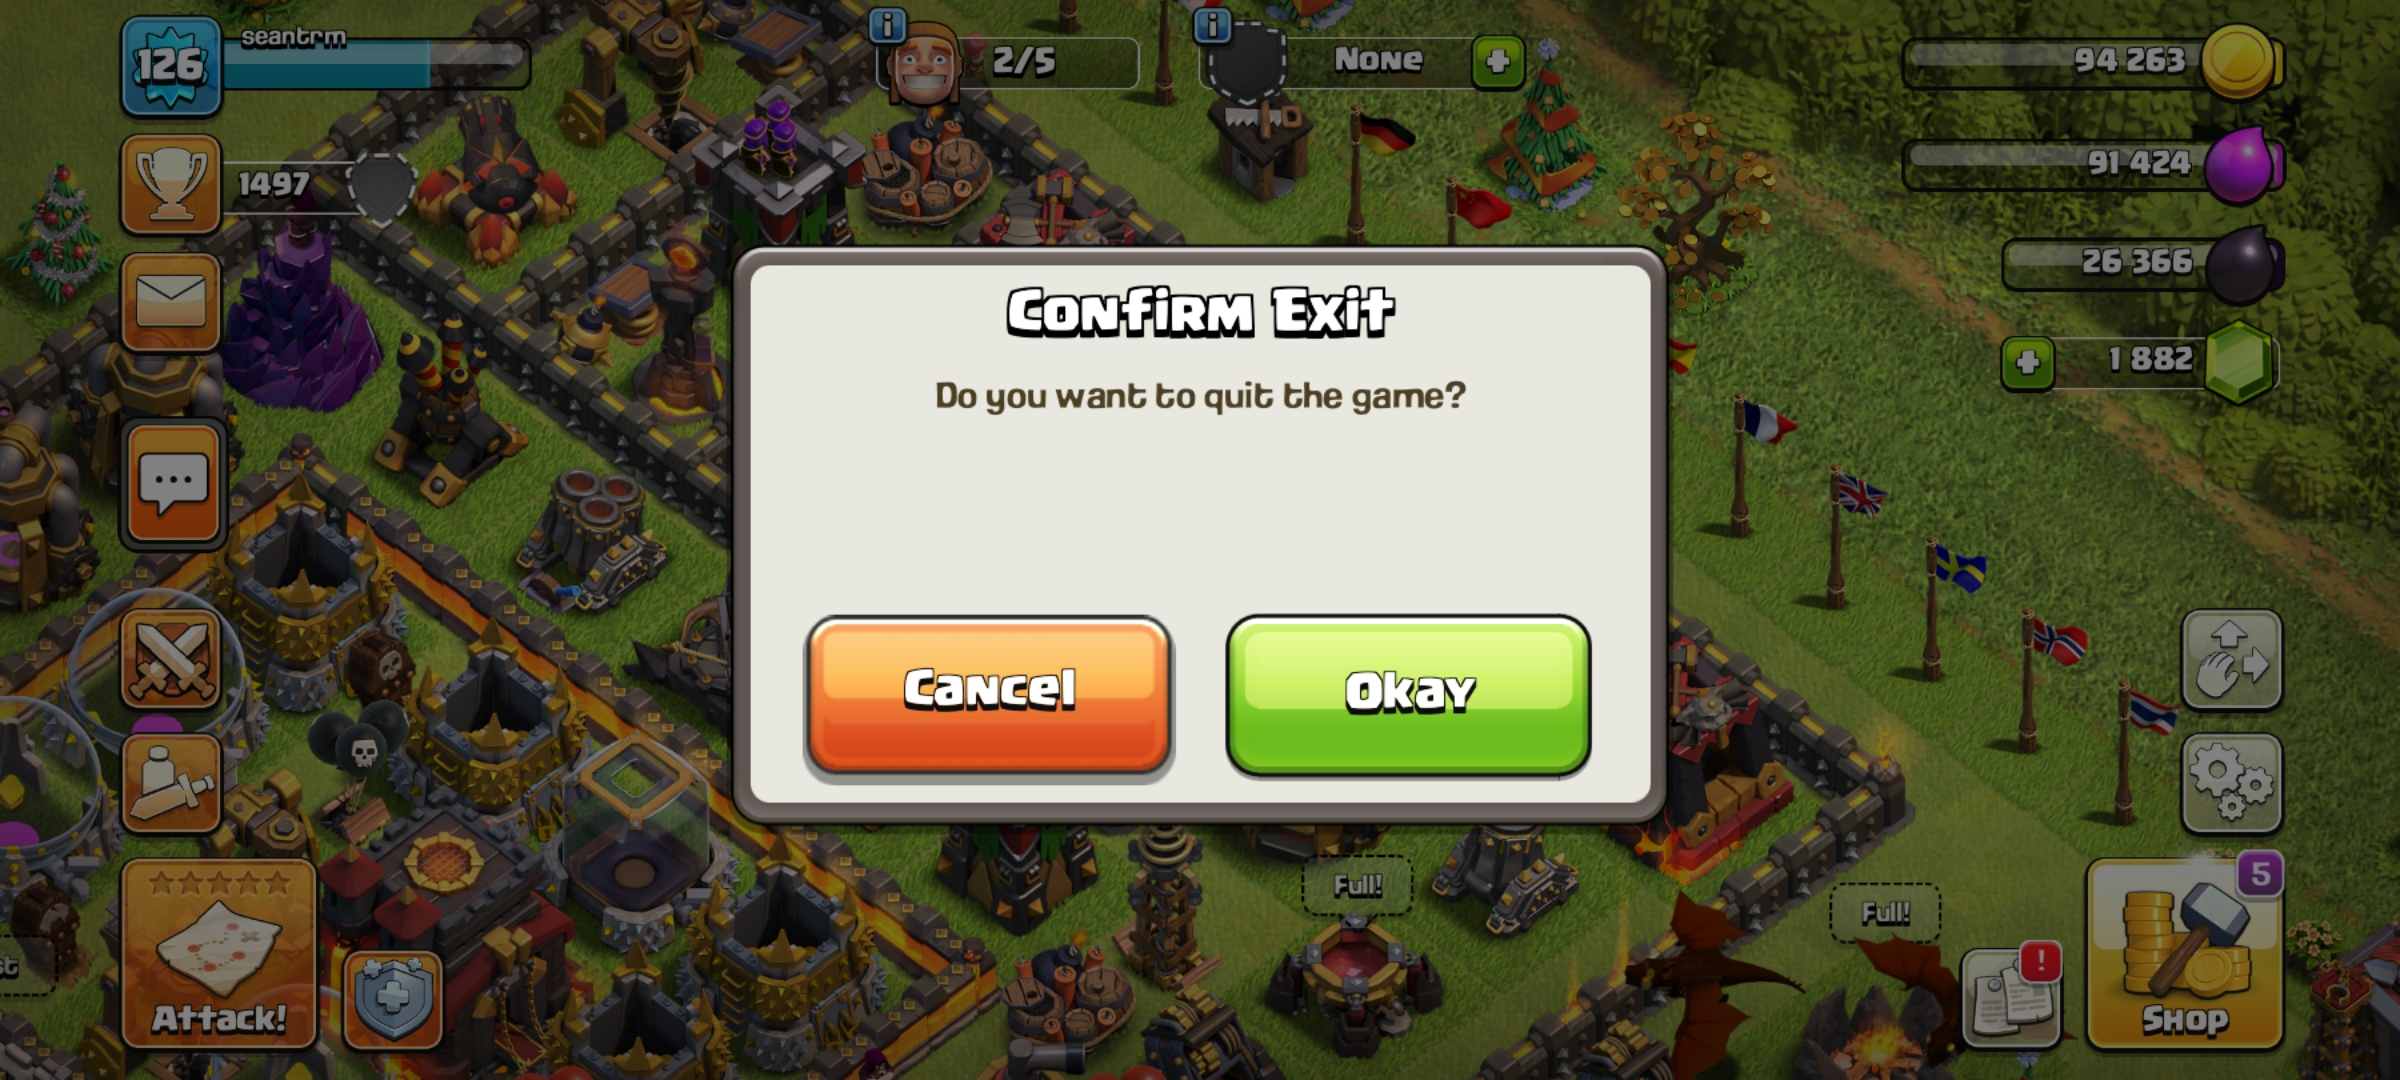 126
seantrm
2/5
None
94 263
1497
91 424
26 366
1 882
Confirm Exit
Do you want to quit the game?
Cancel
Okay
Full!
Full!
5
!
st
Attack!
Shop